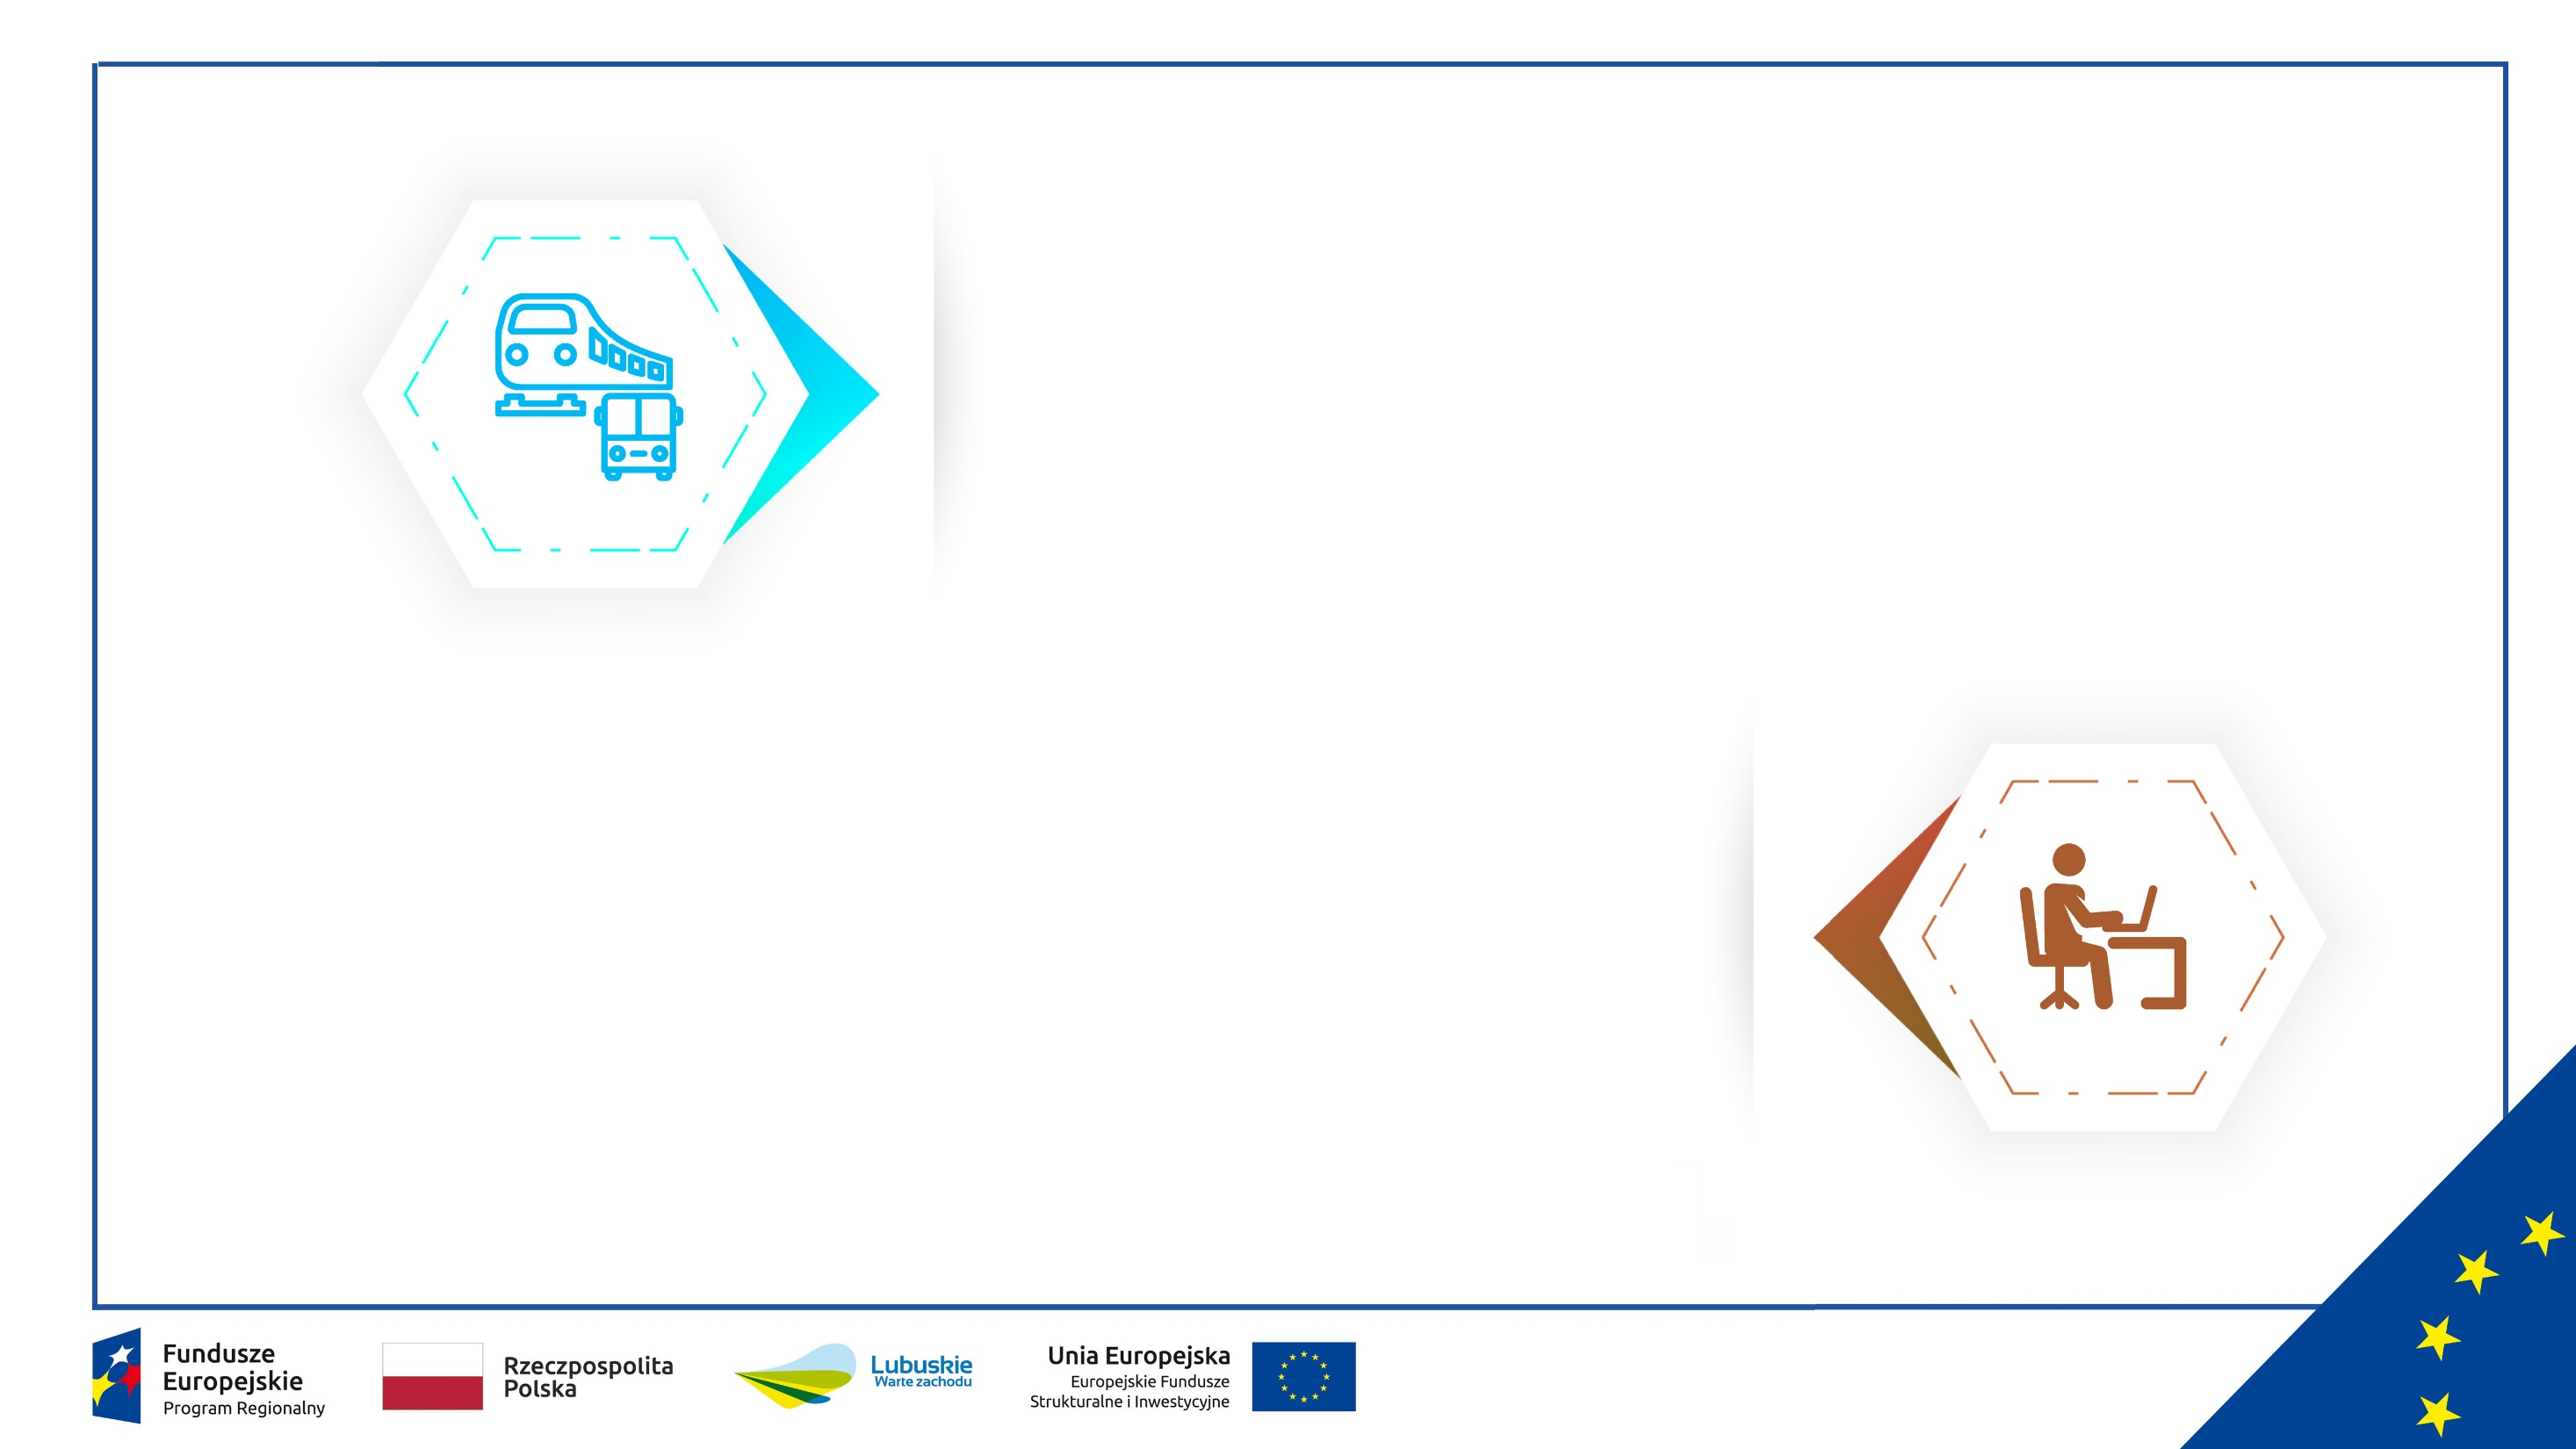 Fundusze
Europejskie
Program Regionalny
Rzeczpospolita
Polska
Lubuskie
Warte zachodu
Unia Europejska
Europejskie Fundusze
Strukturalne i Inwestycyjne